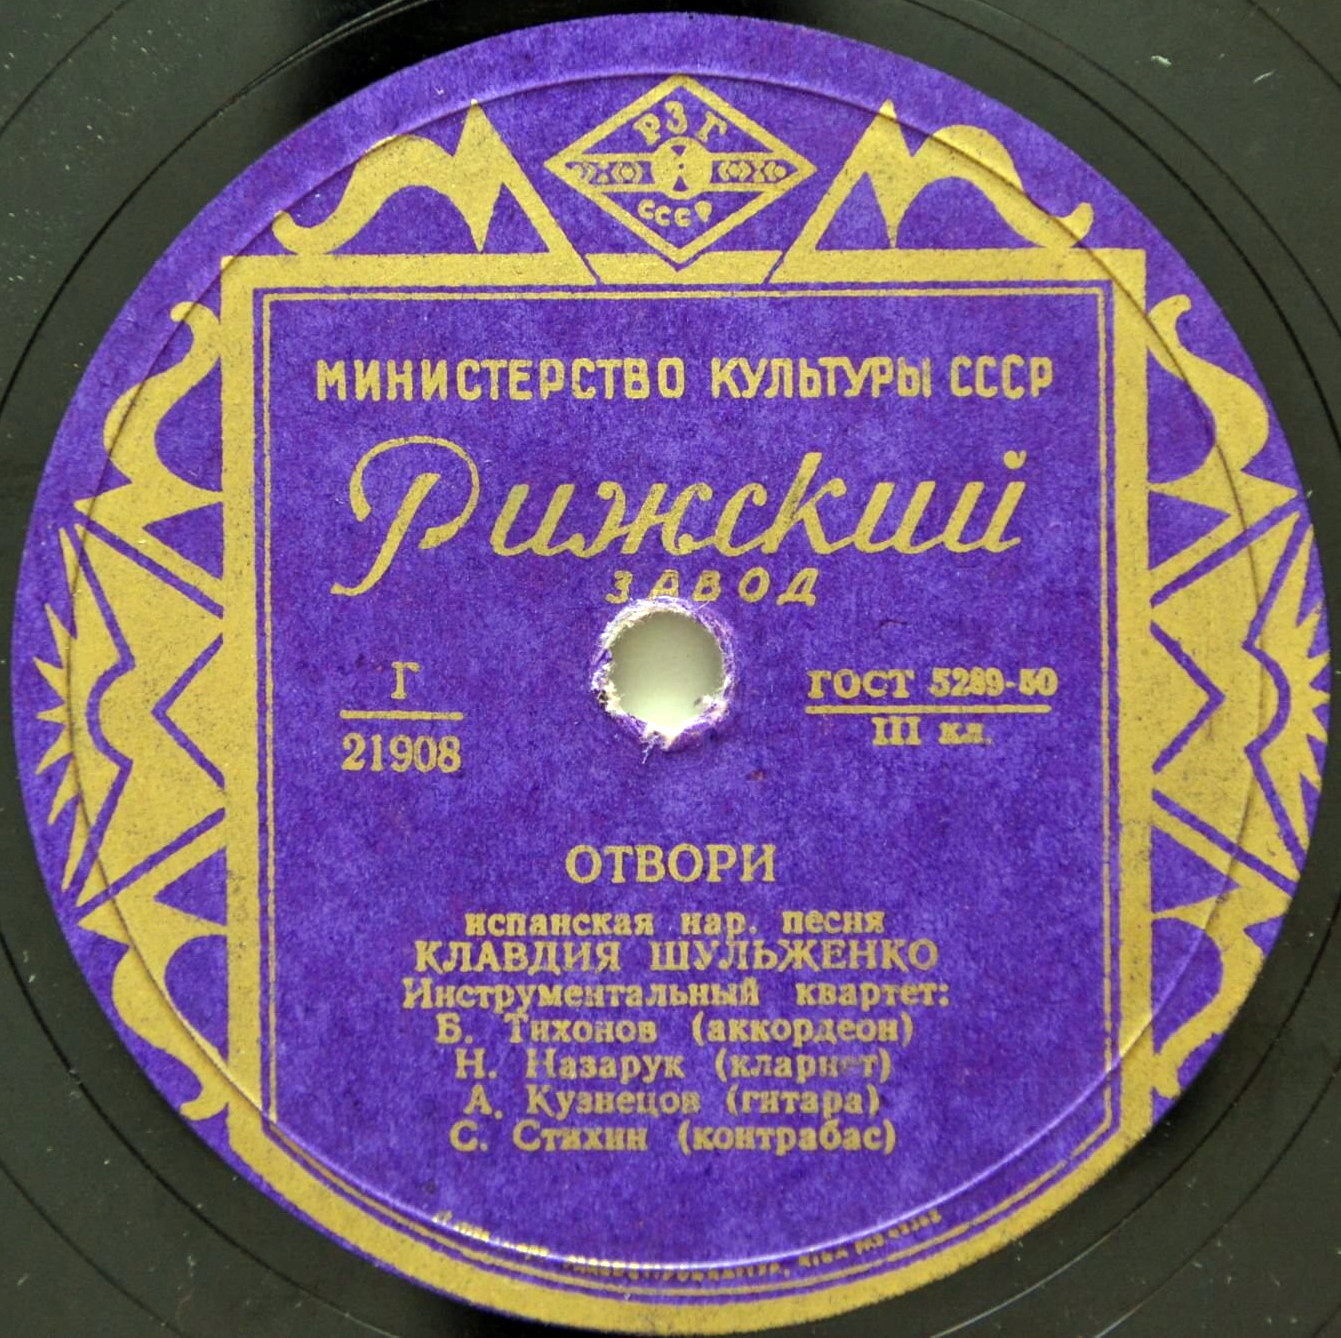 РЗГ
СССР
МИНИСТЕРСТВО КУЛЬТУРЫ СССР
Рижский
ЗАВОД
Г
21908
ГОСТ 5289-50
III кл.
ОТВОРИ
испанская нар. песня
КЛАВДИЯ ШУЛЬЖЕНКО
Инструментальный квартет:
Б. Тихонов (аккордеон)
Н. Назарук (кларнет)
А. Кузнецов (гитара)
С. Стихин (контрабас)